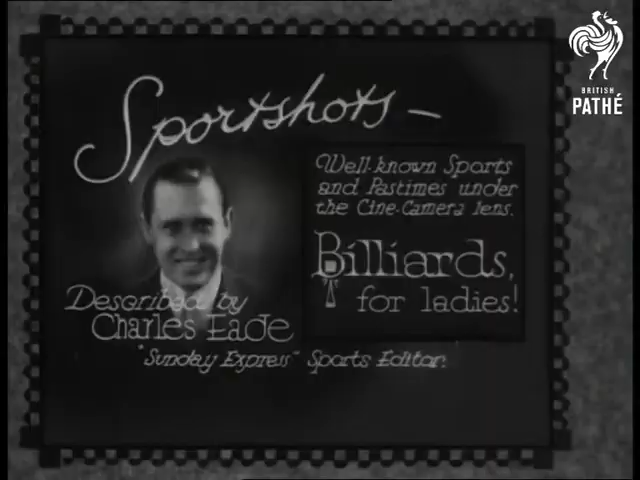 Sportshots —
Well-known Sports
and Pastimes under
the Cine-Camera lens.
Billiards,
for ladies!
Described by
Charles Eade
"Sunday Express" Sports Editor.
BRITISH
PATHÉ